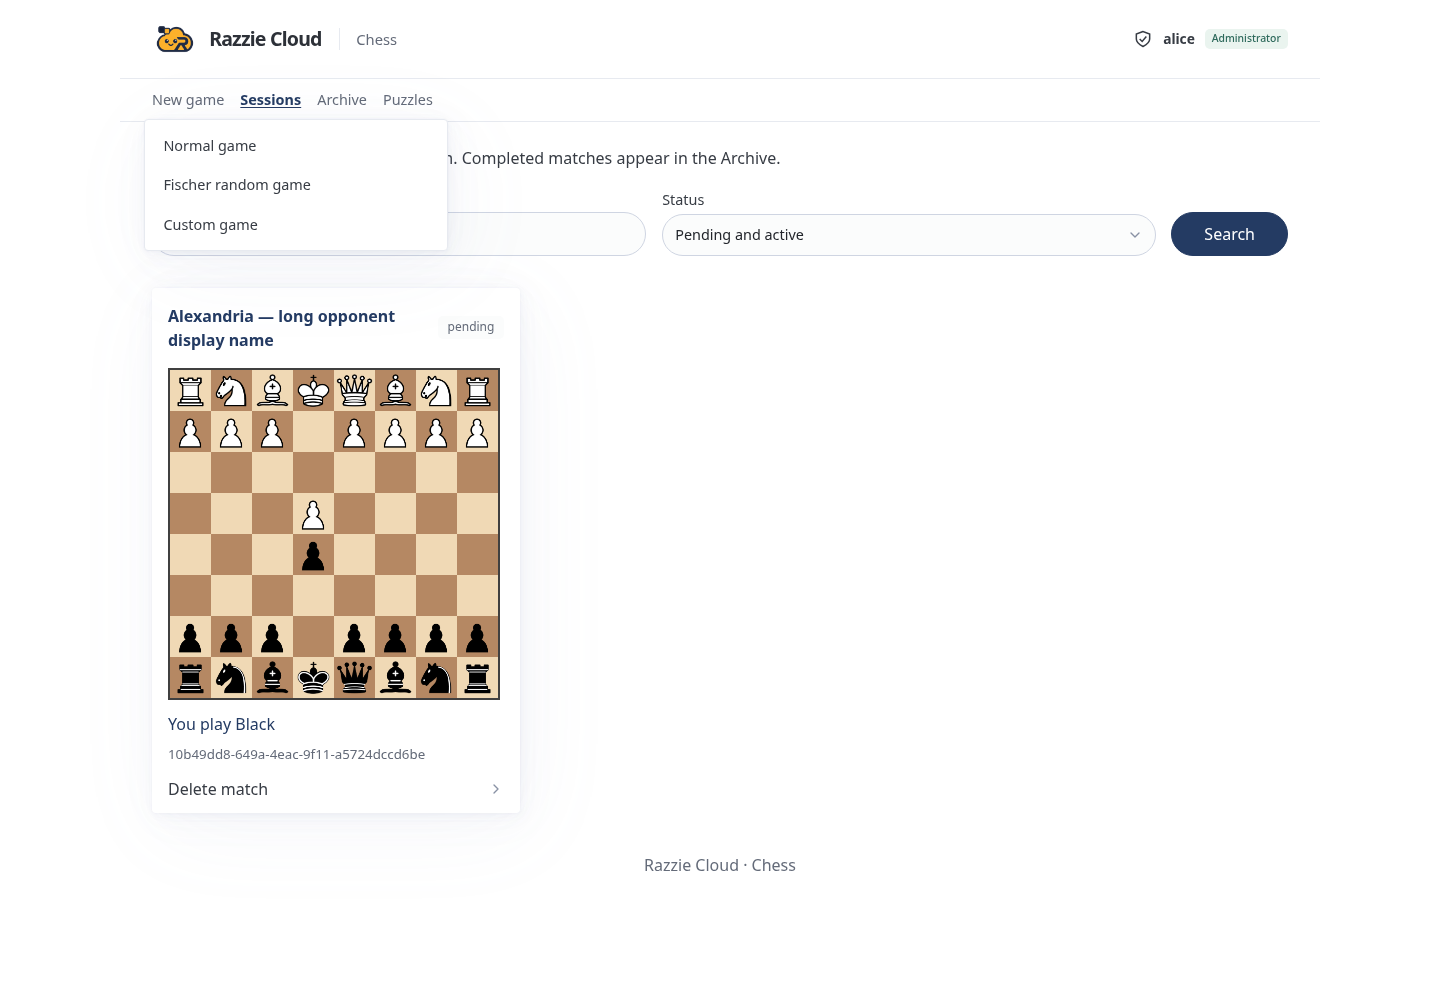 Razzie Cloud
Chess
alice
Administrator
New game
Sessions
Archive
Puzzles
Normal game
Fischer random game
Custom game
Completed matches appear in the Archive.
Status
Pending and active
Search
Alexandria — long opponent
display name
pending
You play Black
10b49dd8-649a-4eac-9f11-a5724dccd6be
Delete match
Razzie Cloud · Chess